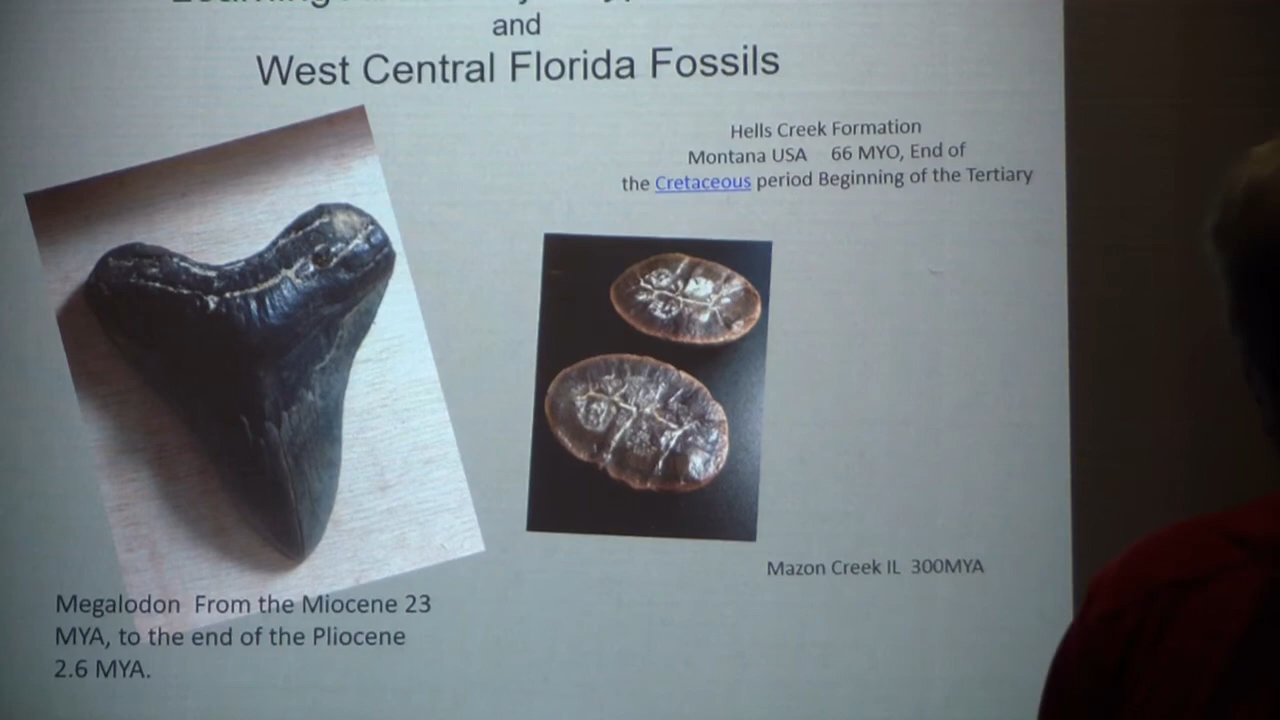 and
West Central Florida Fossils
Hells Creek Formation
Montana USA 66 MYO, End of
the Cretaceous period Beginning of the Tertiary
Mazon Creek IL 300MYA
Megalodon From the Miocene 23
MYA, to the end of the Pliocene
2.6 MYA.